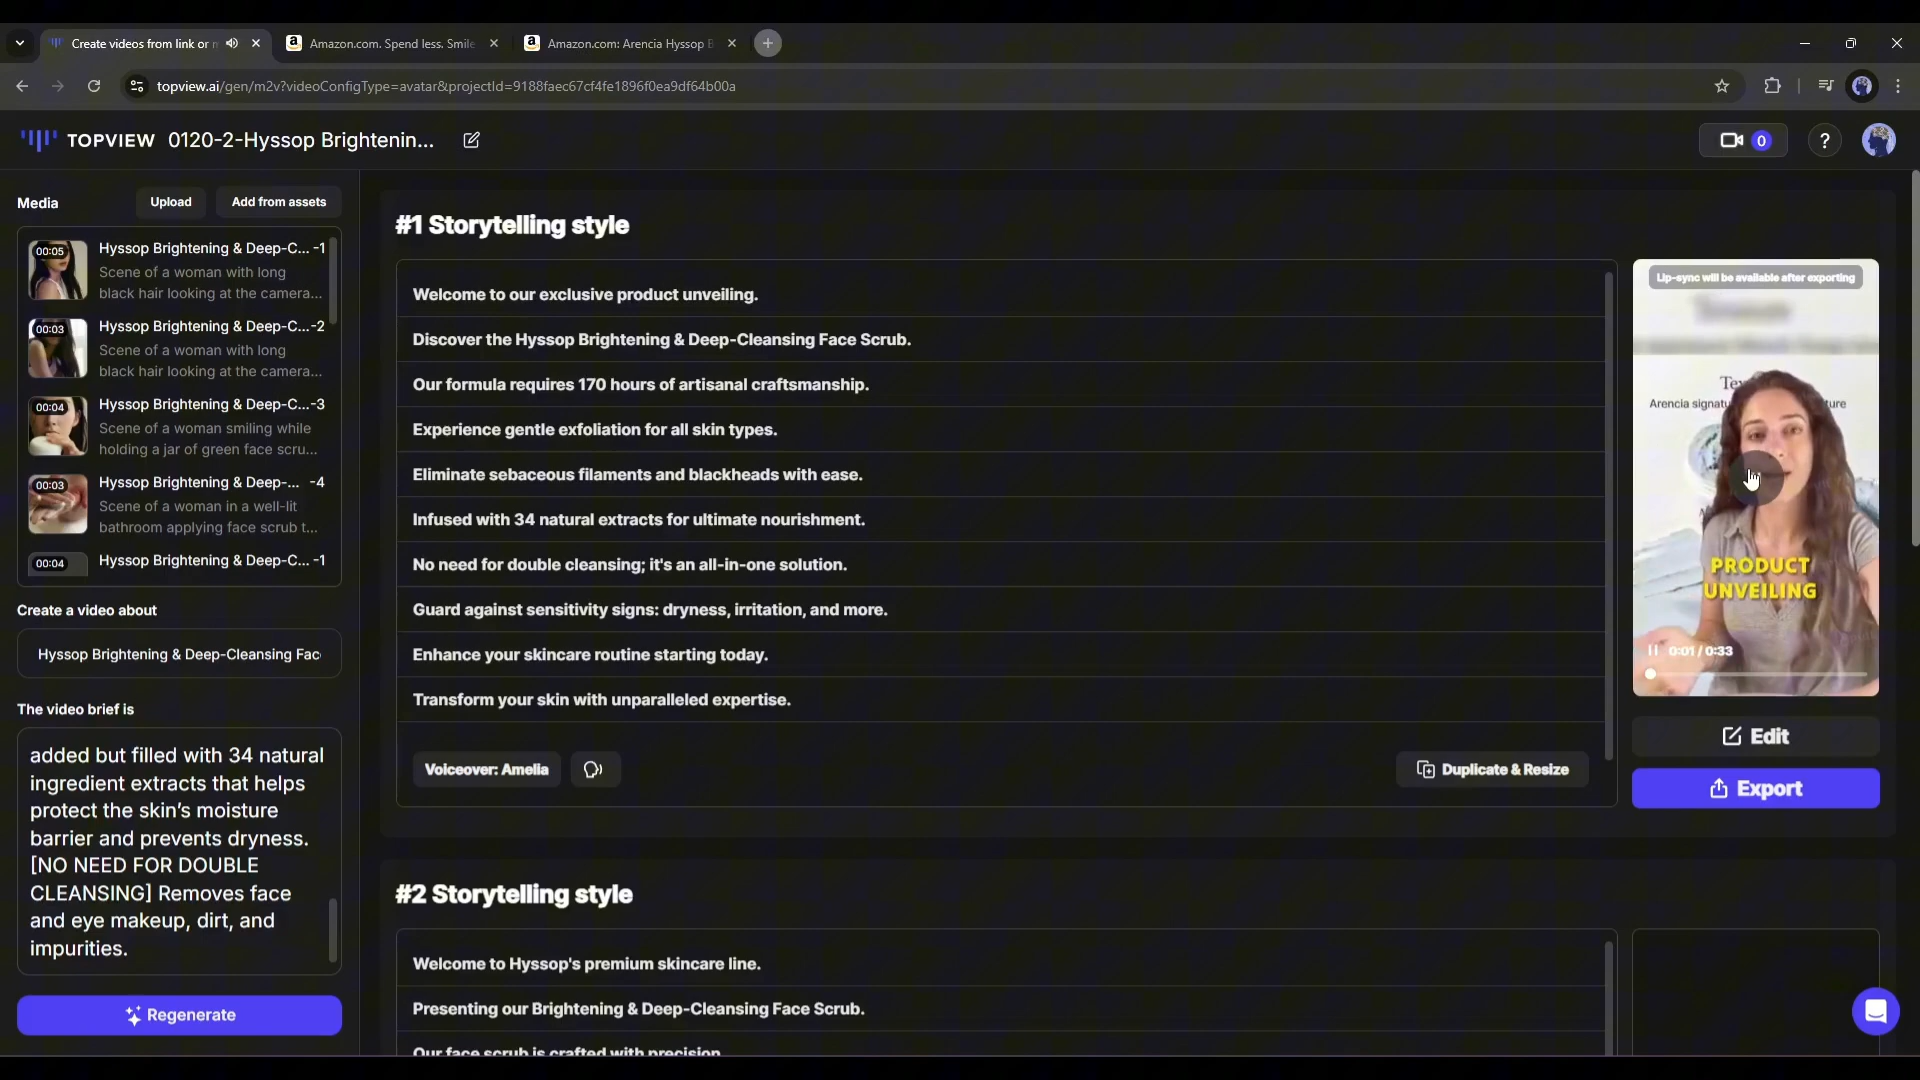 Create videos from link or
Amazon.com. Spend less. Smile
Amazon.com: Arencia Hyssop B
topview.ai/gen/m2v?videoConfigType=avatar&projectId=9188faec67cf4fe1896f0ea9df64b00a
TOPVIEW 0120-2-Hyssop Brightenin...
0
?
Media
Upload
Add from assets
00:05
Hyssop Brightening & Deep-C... -1
Scene of a woman with long
black hair looking at the camera...
00:03
Hyssop Brightening & Deep-C...-2
Scene of a woman with long
black hair looking at the camera...
00:04
Hyssop Brightening & Deep-C...-3
Scene of a woman smiling while
holding a jar of green face scru...
00:03
Hyssop Brightening & Deep-... -4
Scene of a woman in a well-lit
bathroom applying face scrub t...
00:04
Hyssop Brightening & Deep-C... -1
Create a video about
Hyssop Brightening & Deep-Cleansing Fac
The video brief is
added but filled with 34 natural
ingredient extracts that helps
protect the skin's moisture
barrier and prevents dryness.
[NO NEED FOR DOUBLE
CLEANSING] Removes face
and eye makeup, dirt, and
impurities.
Regenerate
#1 Storytelling style
Welcome to our exclusive product unveiling.
Discover the Hyssop Brightening & Deep-Cleansing Face Scrub.
Our formula requires 170 hours of artisanal craftsmanship.
Experience gentle exfoliation for all skin types.
Eliminate sebaceous filaments and blackheads with ease.
Infused with 34 natural extracts for ultimate nourishment.
No need for double cleansing; it's an all-in-one solution.
Guard against sensitivity signs: dryness, irritation, and more.
Enhance your skincare routine starting today.
Transform your skin with unparalleled expertise.
Voiceover: Amelia
Duplicate & Resize
Lip-sync will be available after exporting
Tex
Arencia signatu ture
PRODUCT
UNVEILING
0:01 / 0:33
Edit
Export
#2 Storytelling style
Welcome to Hyssop's premium skincare line.
Presenting our Brightening & Deep-Cleansing Face Scrub.
Our face scrub is crafted with precision